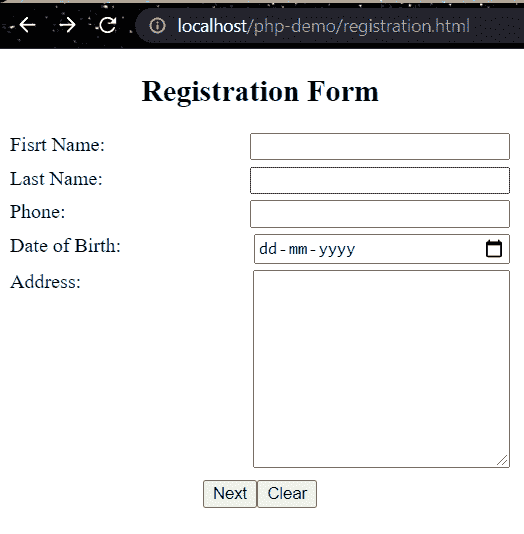 localhost/php-demo/registration.html
Registration Form
Fisrt Name:
Last Name:
Phone:
Date of Birth: dd-mm-yyyy
Address:
Next Clear